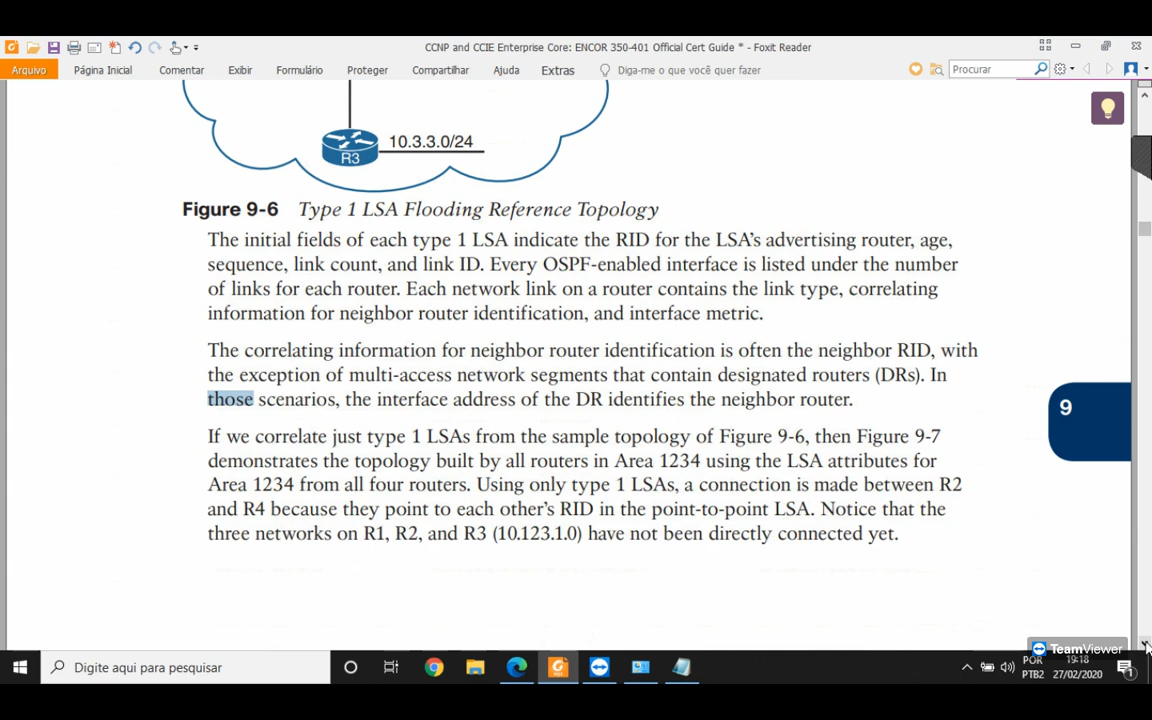 CCNP and CCIE Enterprise Core: ENCOR 350-401 Official Cert Guide * - Foxit Reader
Arquivo Página Inicial Comentar Exibir Formulário Proteger Compartilhar Ajuda Extras Diga-me o que você quer fazer Procurar
10.3.3.0/24
R3
Figure 9-6 Type 1 LSA Flooding Reference Topology
The initial fields of each type 1 LSA indicate the RID for the LSA's advertising router, age,
sequence, link count, and link ID. Every OSPF-enabled interface is listed under the number
of links for each router. Each network link on a router contains the link type, correlating
information for neighbor router identification, and interface metric.
The correlating information for neighbor router identification is often the neighbor RID, with
the exception of multi-access network segments that contain designated routers (DRs). In
those scenarios, the interface address of the DR identifies the neighbor router.
9
If we correlate just type 1 LSAs from the sample topology of Figure 9-6, then Figure 9-7
demonstrates the topology built by all routers in Area 1234 using the LSA attributes for
Area 1234 from all four routers. Using only type 1 LSAs, a connection is made between R2
and R4 because they point to each other's RID in the point-to-point LSA. Notice that the
three networks on R1, R2, and R3 (10.123.1.0) have not been directly connected yet.
TeamViewer
Digite aqui para pesquisar
POR
PTB2
19:18
27/02/2020
1